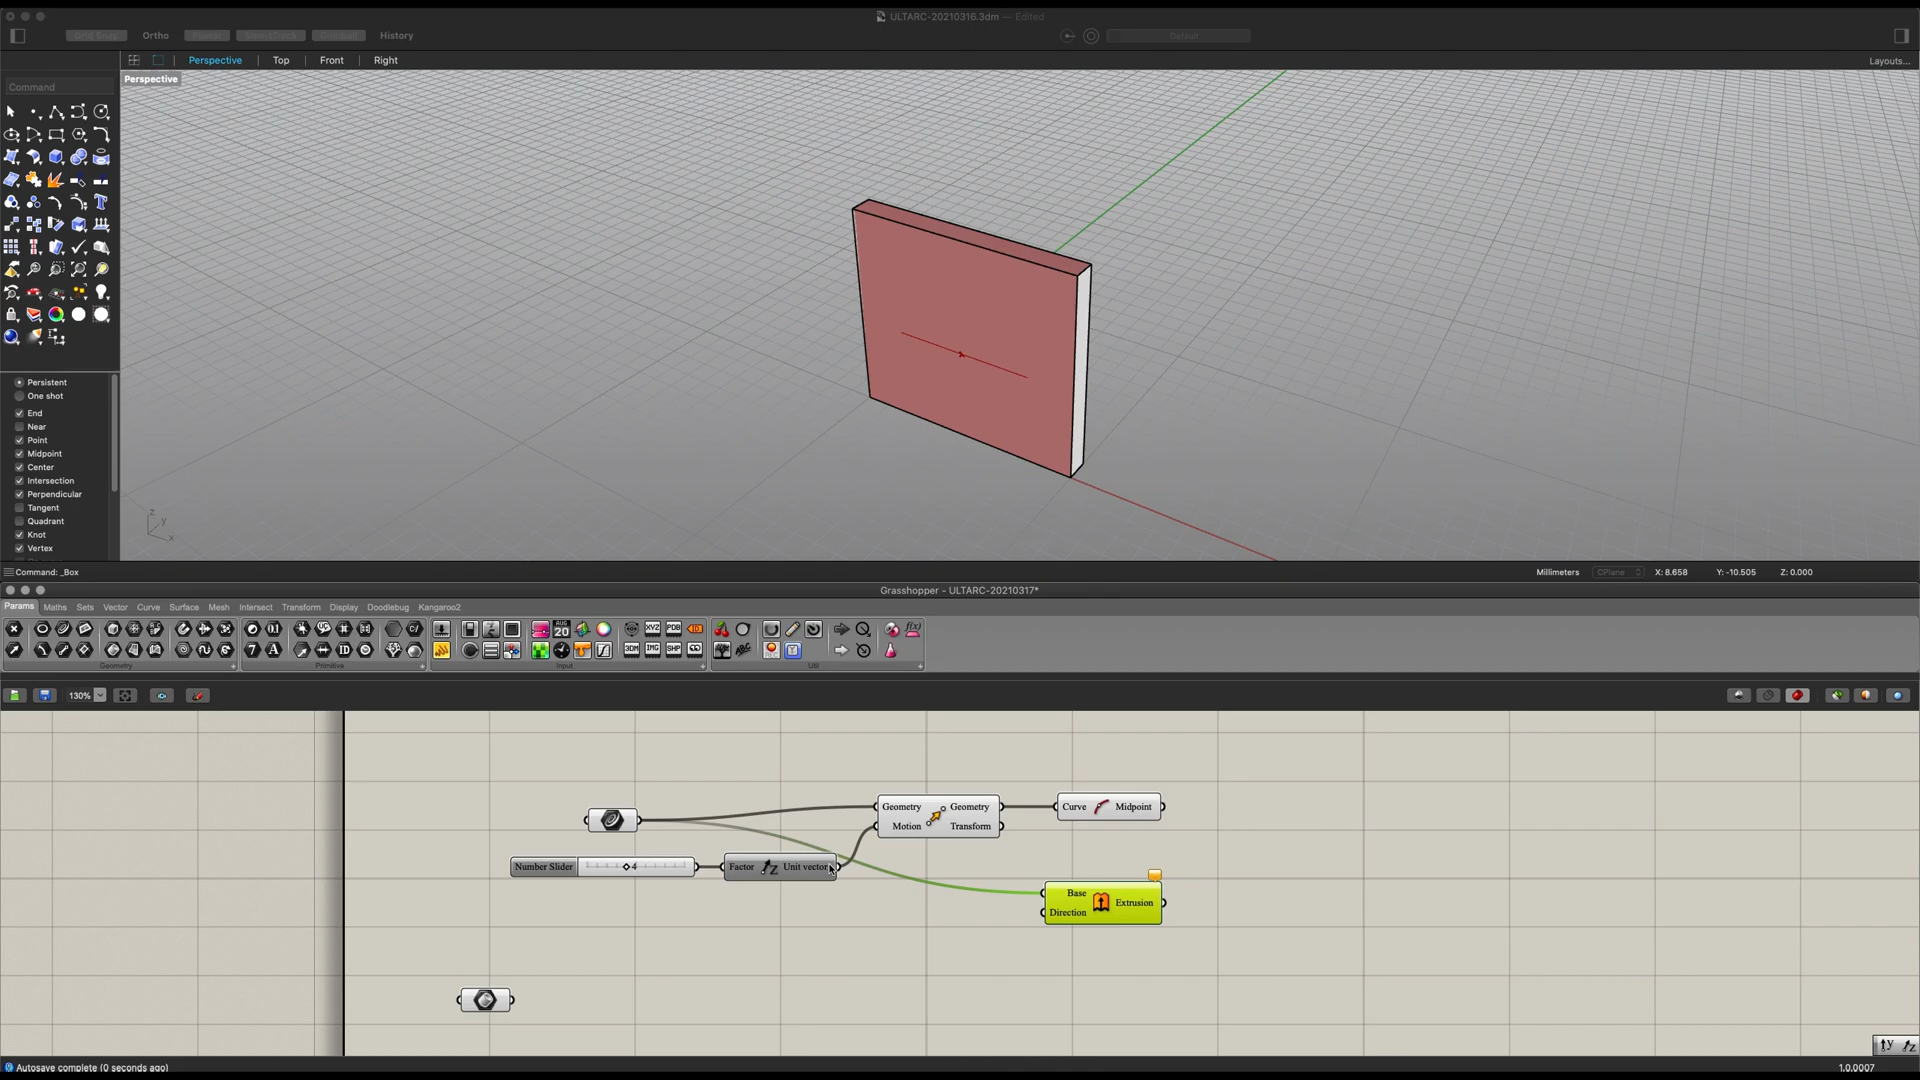 ULTARC-20210316.3dm — Edited
Grid Snap Ortho Planar SmartTrack Gumball History
Default
Perspective Top Front Right
Layouts...
Perspective
Command
Persistent
One shot
End
Near
Point
Midpoint
Center
Intersection
Perpendicular
Tangent
Quadrant
Knot
Vertex
z
y
x
Command: _Box
Millimeters CPlane X: 8.658 Y: -10.505 Z: 0.000
Grasshopper - ULTARC-20210317*
Params Maths Sets Vector Curve Surface Mesh Intersect Transform Display Doodlebug Kangaroo2
Geometry Primitive Input Util
130%
Geometry Geometry
Motion Transform
Curve Midpoint
Number Slider 4
Factor Unit vector
Base
Direction
Extrusion
Autosave complete (0 seconds ago)
1.0.0007